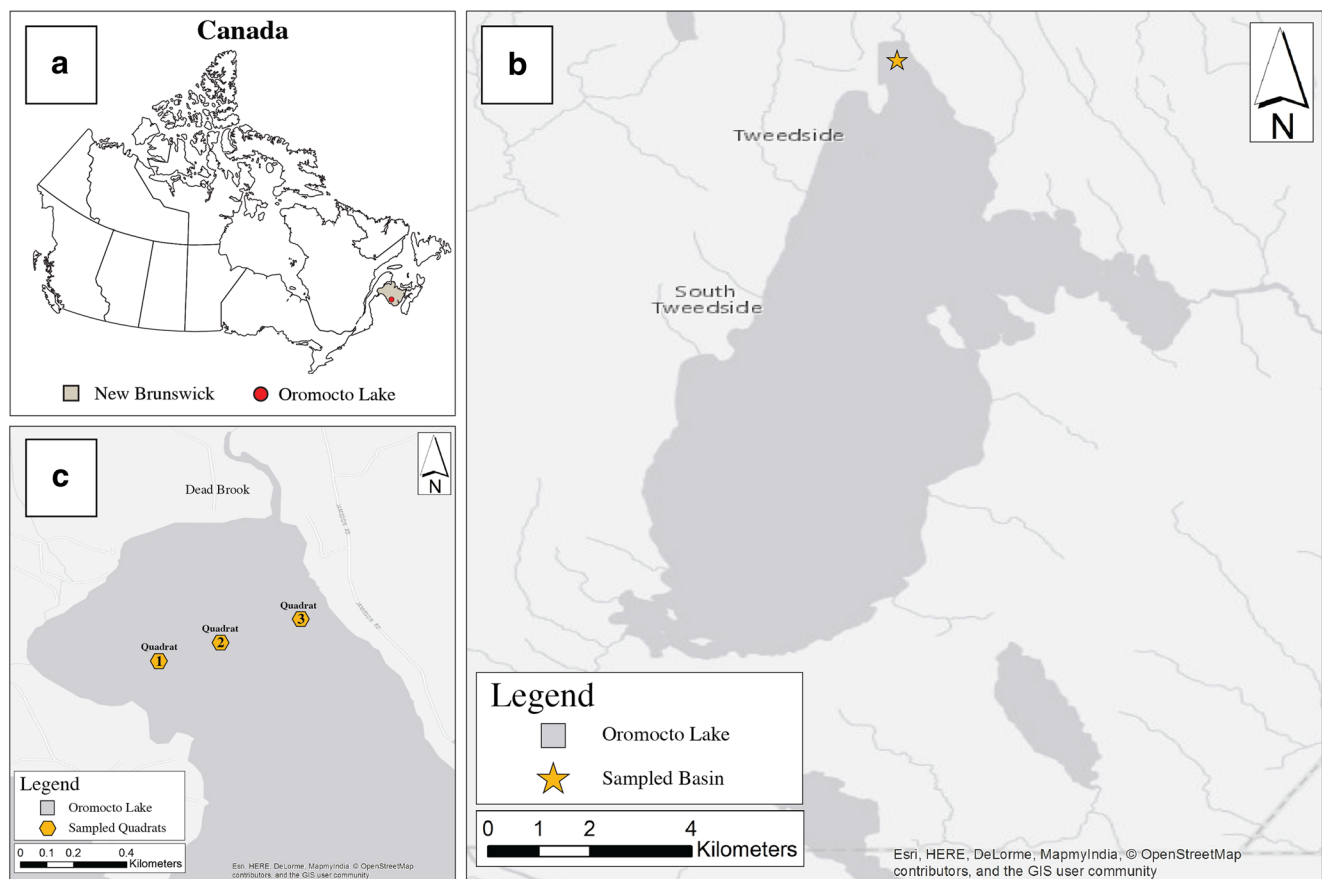 a
Canada
New Brunswick
Oromocto Lake
b
N
Tweedside
South
Tweedside
Legend
Oromocto Lake
Sampled Basin
0 1 2 4
Kilometers
Esri, HERE, DeLorme, MapmyIndia, © OpenStreetMap
contributors, and the GIS user community
c
N
Dead Brook
Quadrat
1
Quadrat
2
Quadrat
3
Legend
Oromocto Lake
Sampled Quadrats
0 0.1 0.2 0.4
Kilometers
Esri, HERE, DeLorme, MapmyIndia, © OpenStreetMap
contributors, and the GIS user community